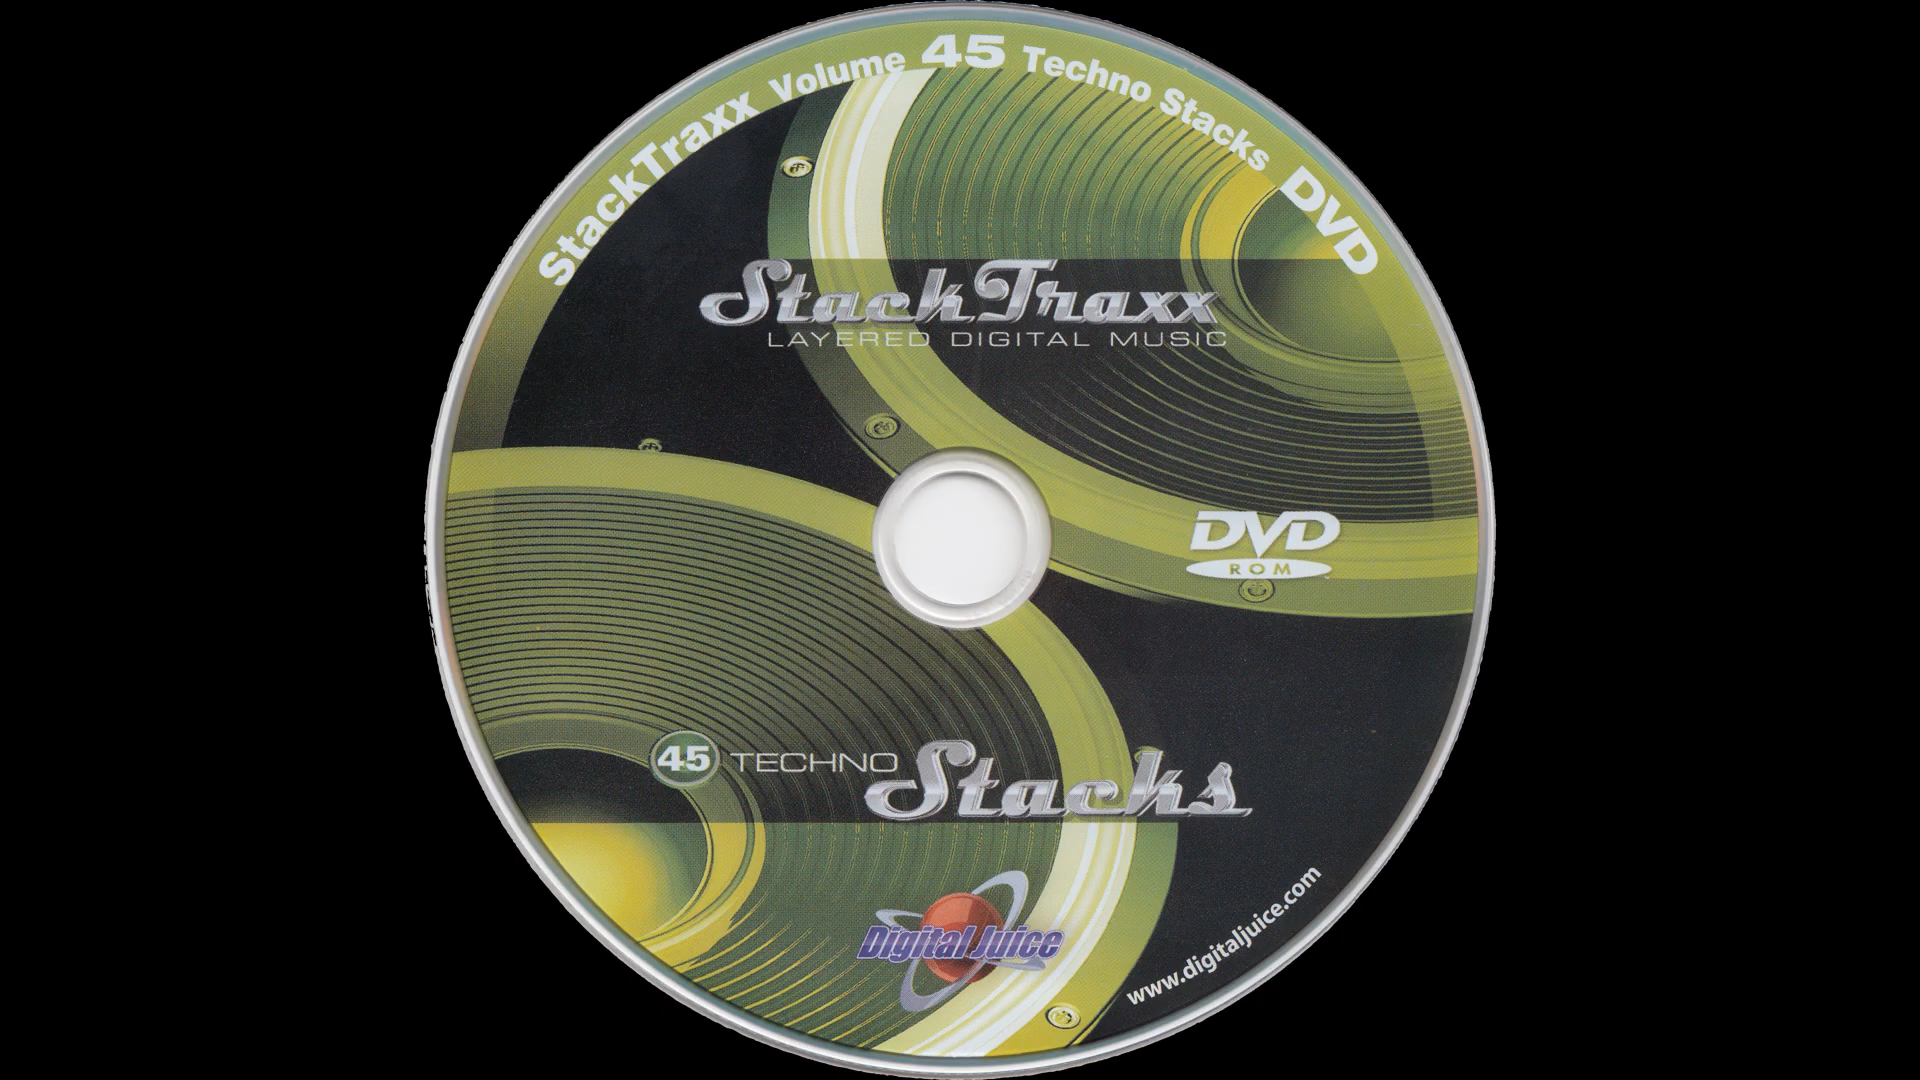 StackTraxx Volume 45 Techno Stacks DVD
StackTraxx
LAYERED DIGITAL MUSIC
DVD
ROM
45 TECHNO Stacks
Digital Juice
www.digitaljuice.com